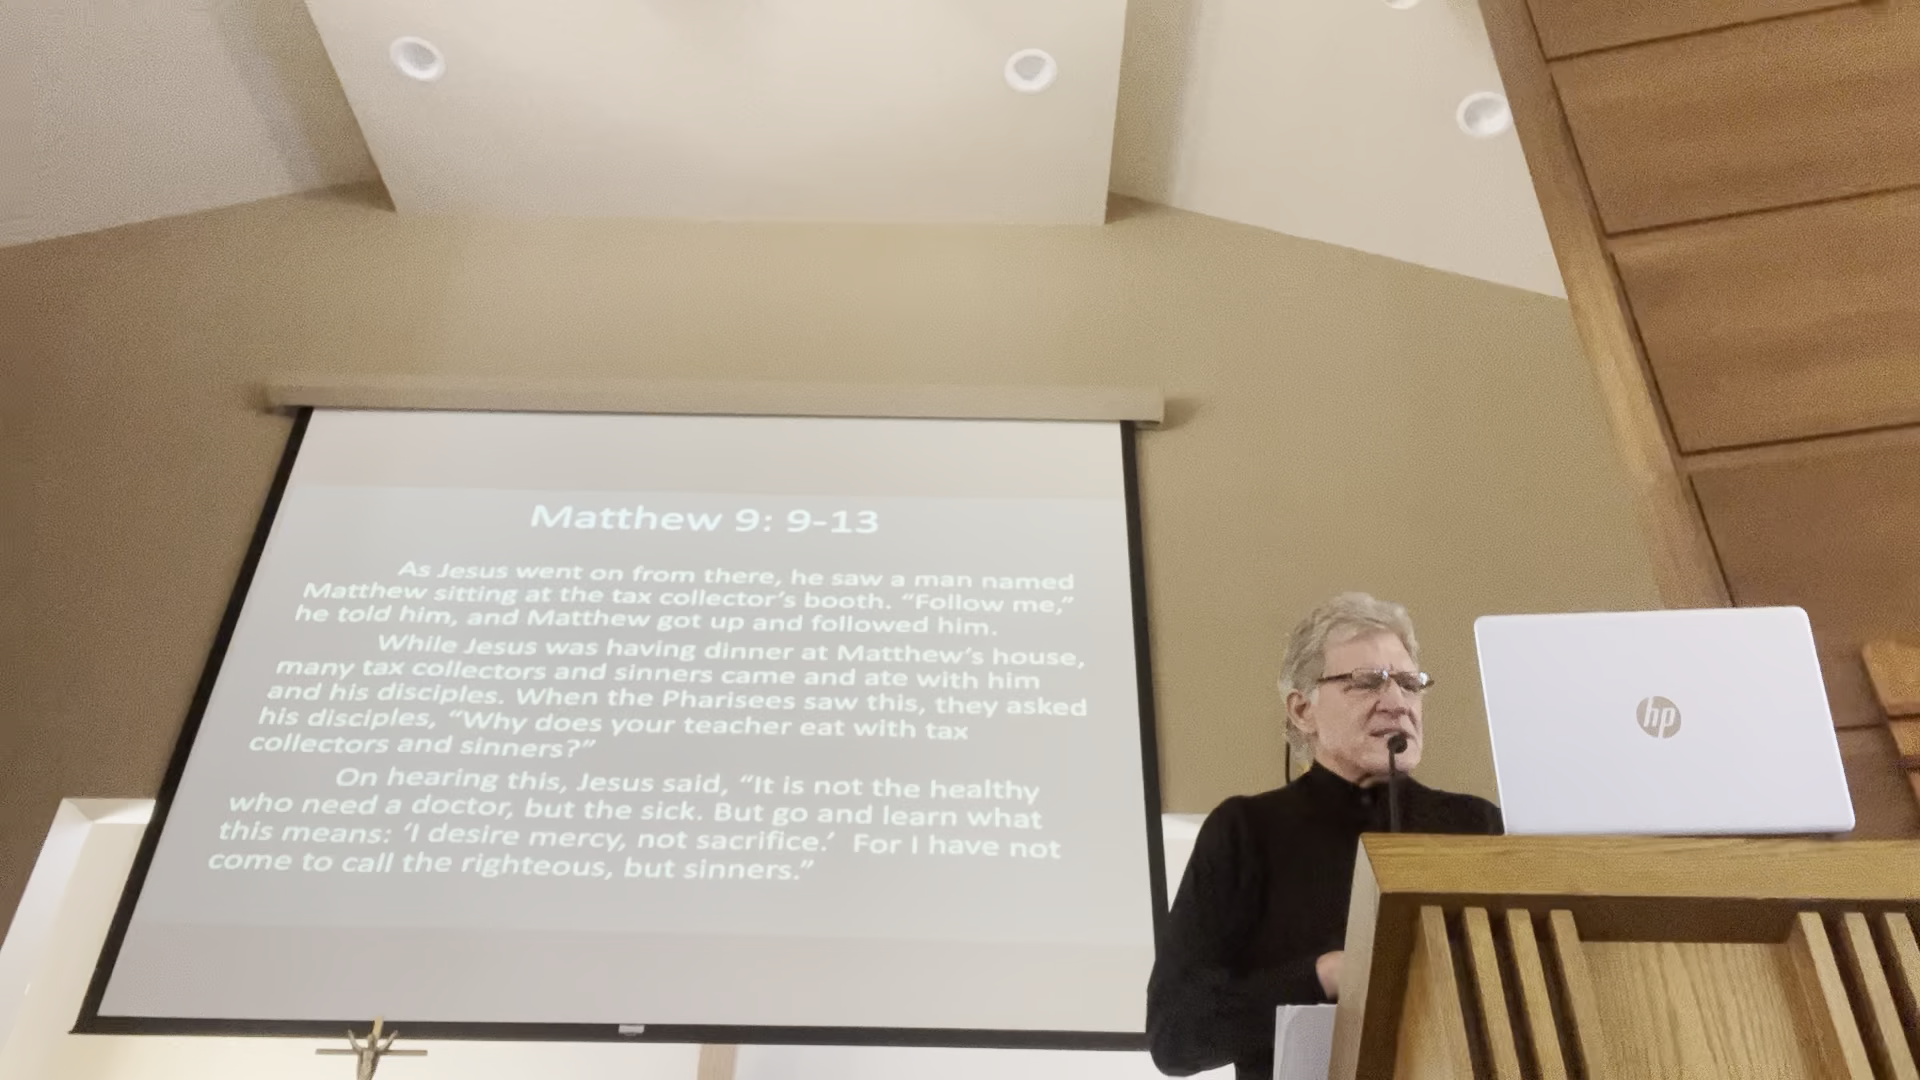 Matthew 9: 9-13
As Jesus went on from there, he saw a man named
Matthew sitting at the tax collector's booth. “Follow me,”
he told him, and Matthew got up and followed him.
While Jesus was having dinner at Matthew's house,
many tax collectors and sinners came and ate with him
and his disciples. When the Pharisees saw this, they asked
his disciples, “Why does your teacher eat with tax
collectors and sinners?”
On hearing this, Jesus said, “It is not the healthy
who need a doctor, but the sick. But go and learn what
this means: ‘I desire mercy, not sacrifice.’ For I have not
come to call the righteous, but sinners.”
hp